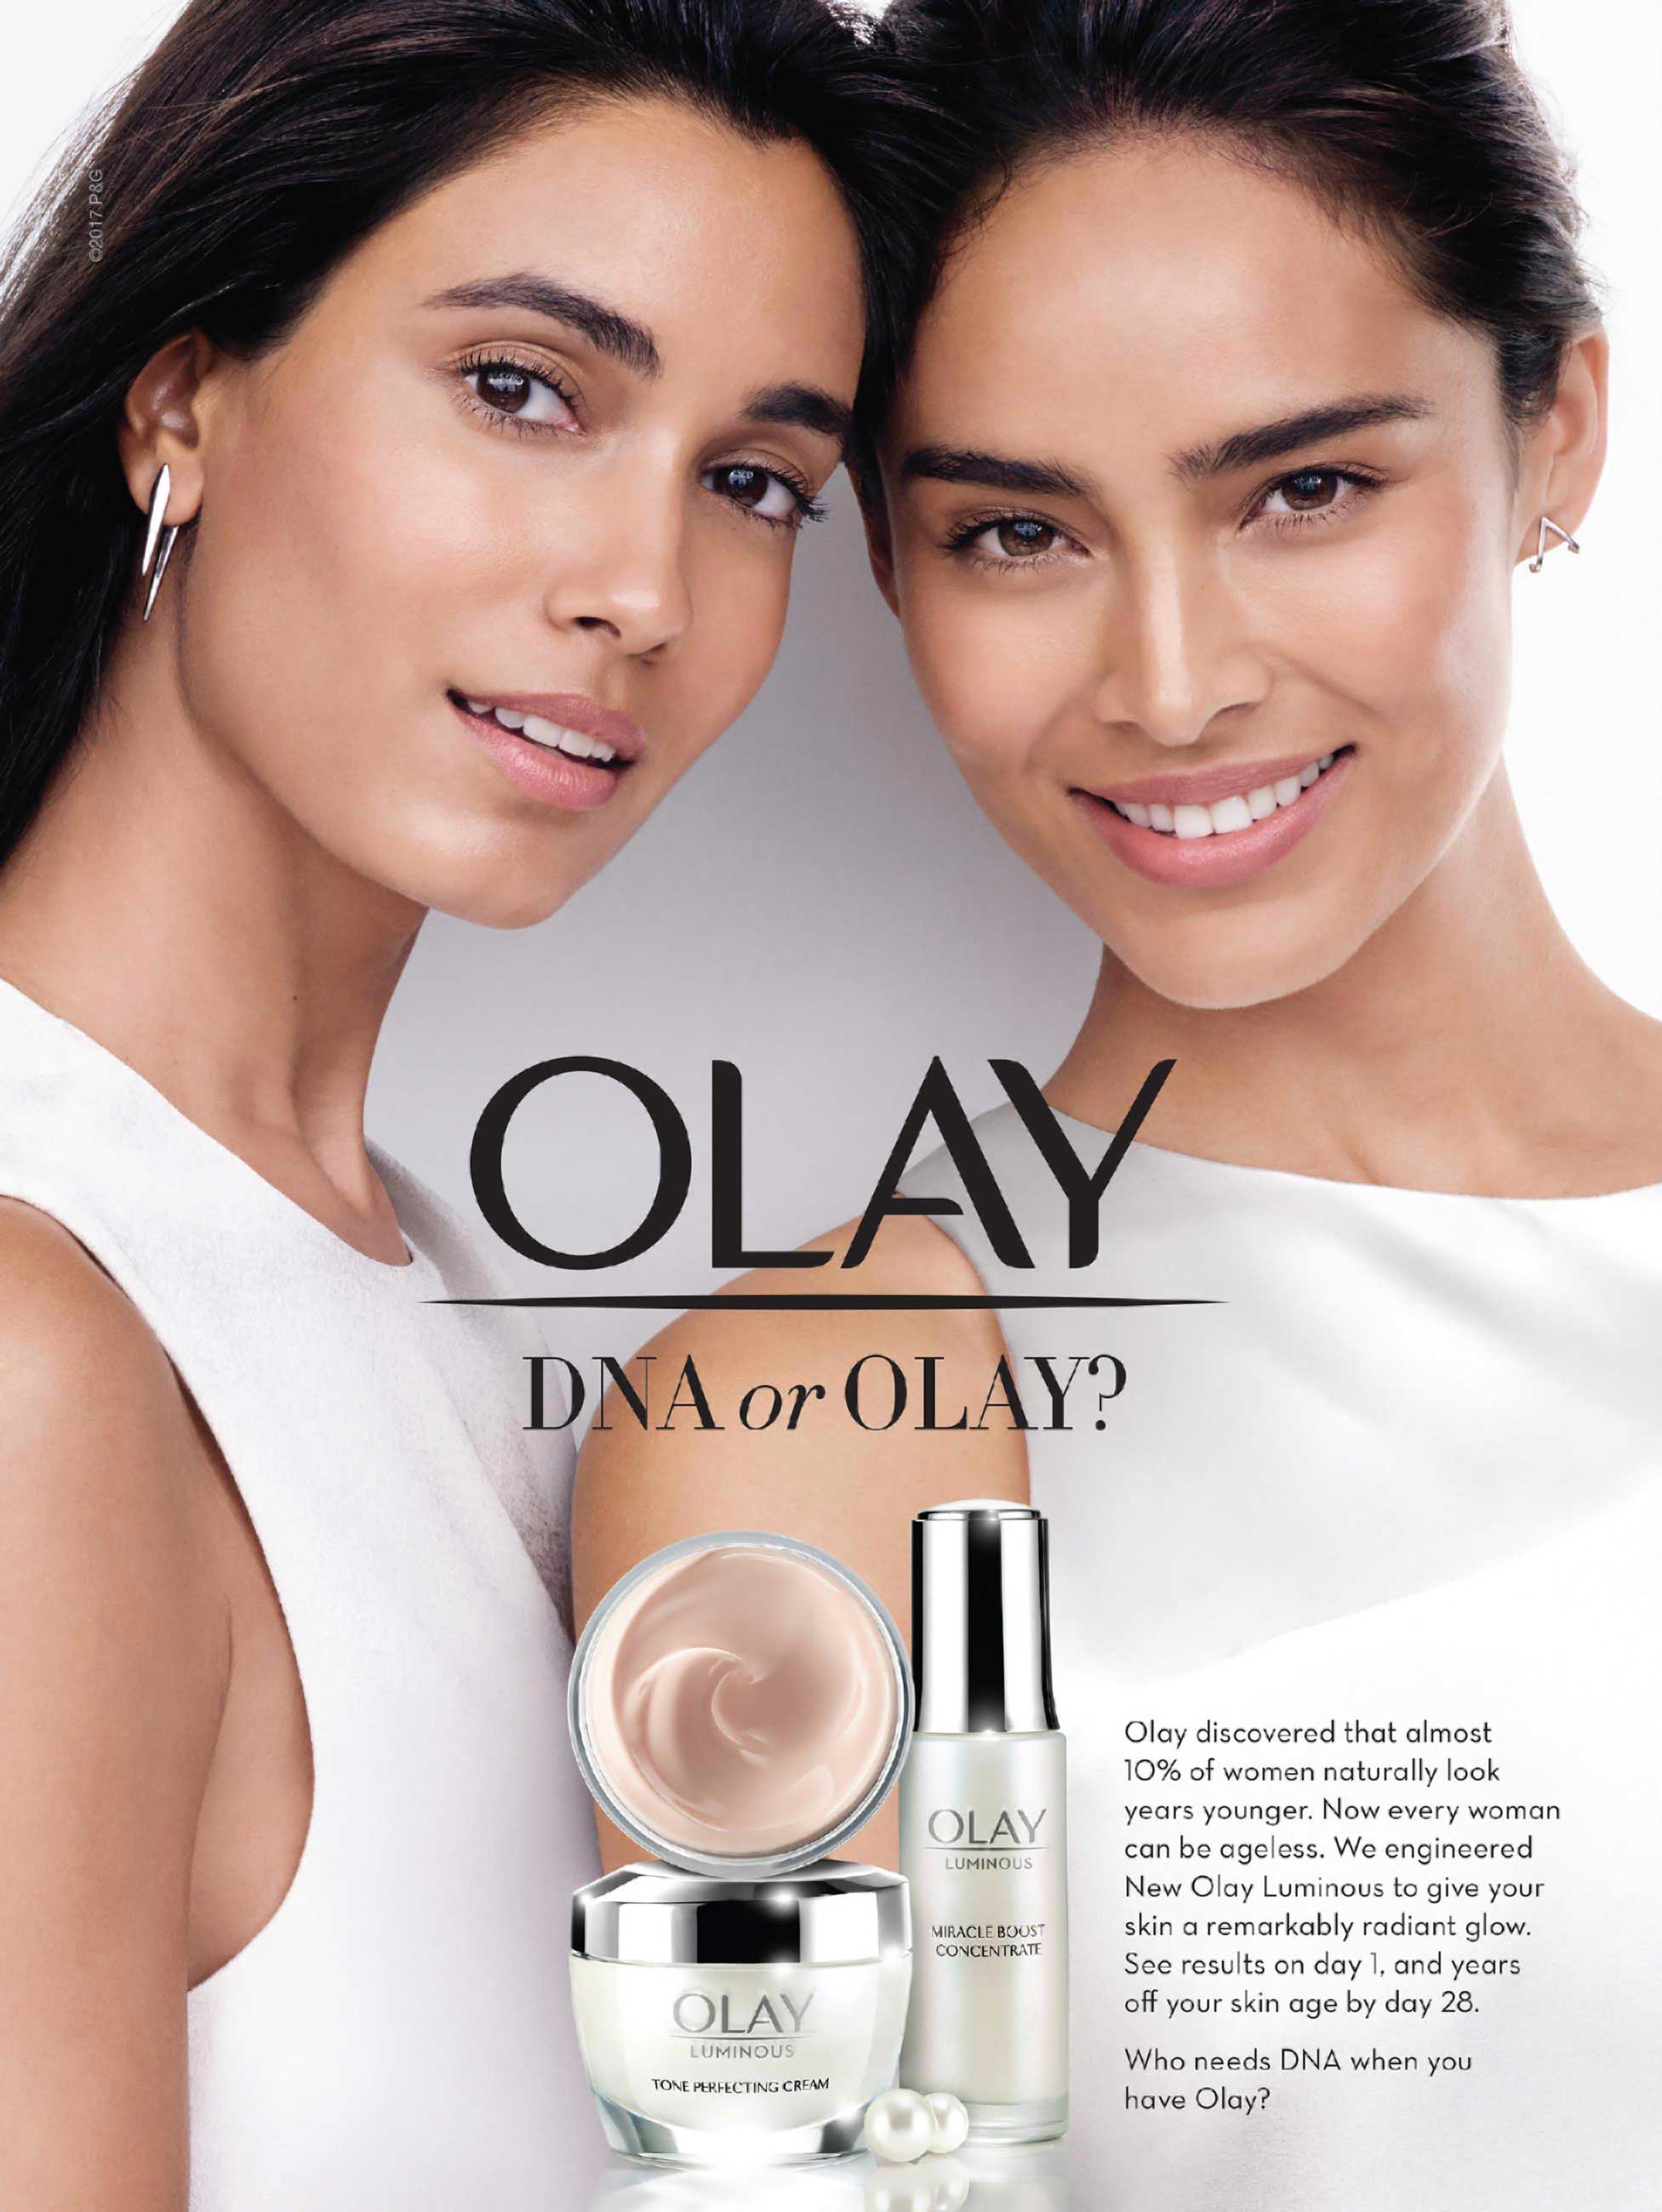 ©2017 P&G
OLAY
DNA or OLAY?
OLAY
LUMINOUS
MIRACLE BOOST
CONCENTRATE
OLAY
LUMINOUS
TONE PERFECTING CREAM
Olay discovered that almost
10% of women naturally look
years younger. Now every woman
can be ageless. We engineered
New Olay Luminous to give your
skin a remarkably radiant glow.
See results on day 1, and years
off your skin age by day 28.
Who needs DNA when you
have Olay?